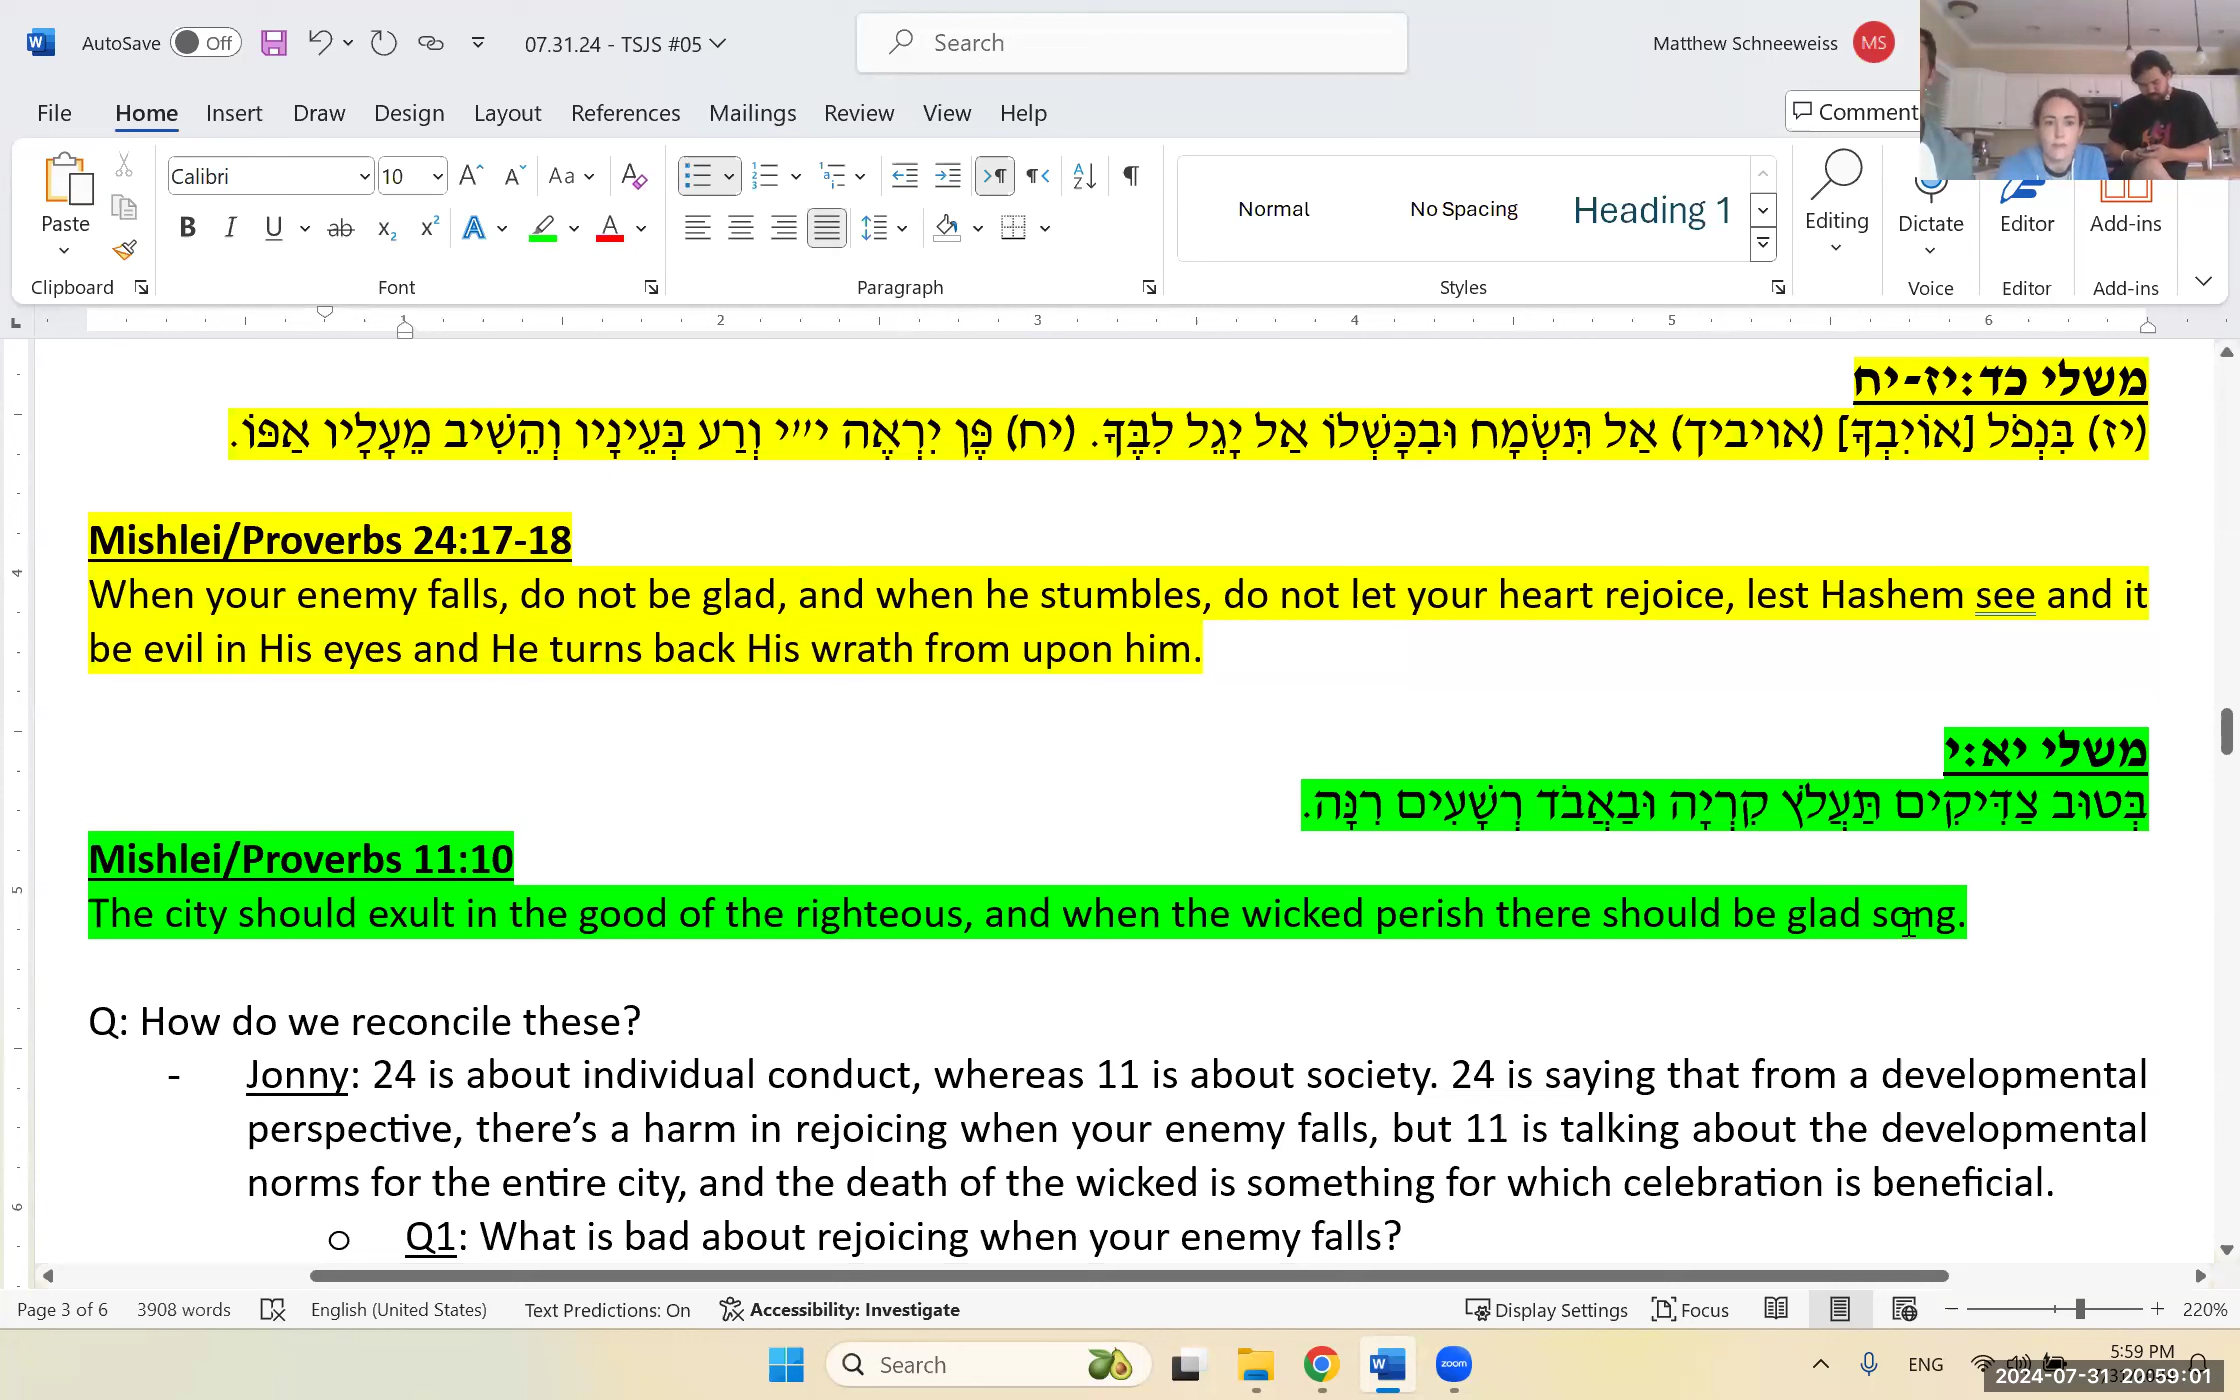 AutoSave Off 07.31.24 - TSJS #05 Search Matthew Schneeweiss MS
File Home Insert Draw Design Layout References Mailings Review View Help Comment
Calibri 10 Normal No Spacing Heading 1
Paste Editing Dictate Editor Add-ins
Clipboard Font Paragraph Styles Voice Editor Add-ins
1 2 3 4 5 6
משלי כד:יז-יח
(יז) בִּנְפֹל [אוֹיִבְךָ] (אויביך) אַל תִּשְׂמָח וּבִכָּשְׁלוֹ אַל יָגֵל לִבֶּךָ. (יח) פֶּן יִרְאֶה י״י וְרַע בְּעֵינָיו וְהֵשִׁיב מֵעָלָיו אַפּוֹ.
Mishlei/Proverbs 24:17-18
When your enemy falls, do not be glad, and when he stumbles, do not let your heart rejoice, lest Hashem see and it
be evil in His eyes and He turns back His wrath from upon him.
משלי יא:י
בְּטוּב צַדִּיקִים תַּעֲלֹץ קִרְיָה וּבַאֲבֹד רְשָׁעִים רִנָּה.
Mishlei/Proverbs 11:10
The city should exult in the good of the righteous, and when the wicked perish there should be glad song.
Q: How do we reconcile these?
- Jonny: 24 is about individual conduct, whereas 11 is about society. 24 is saying that from a developmental
perspective, there’s a harm in rejoicing when your enemy falls, but 11 is talking about the developmental
norms for the entire city, and the death of the wicked is something for which celebration is beneficial.
o Q1: What is bad about rejoicing when your enemy falls?
Page 3 of 6 3908 words English (United States) Text Predictions: On Accessibility: Investigate Display Settings Focus 220%
Search zoom ENG 5:59 PM
2024-07-31 20:59:01